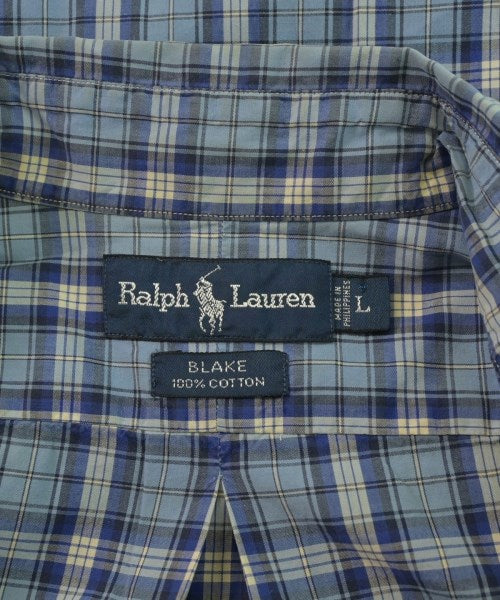 Ralph Lauren
MADE IN
PHILIPPINES
L
BLAKE
100% COTTON